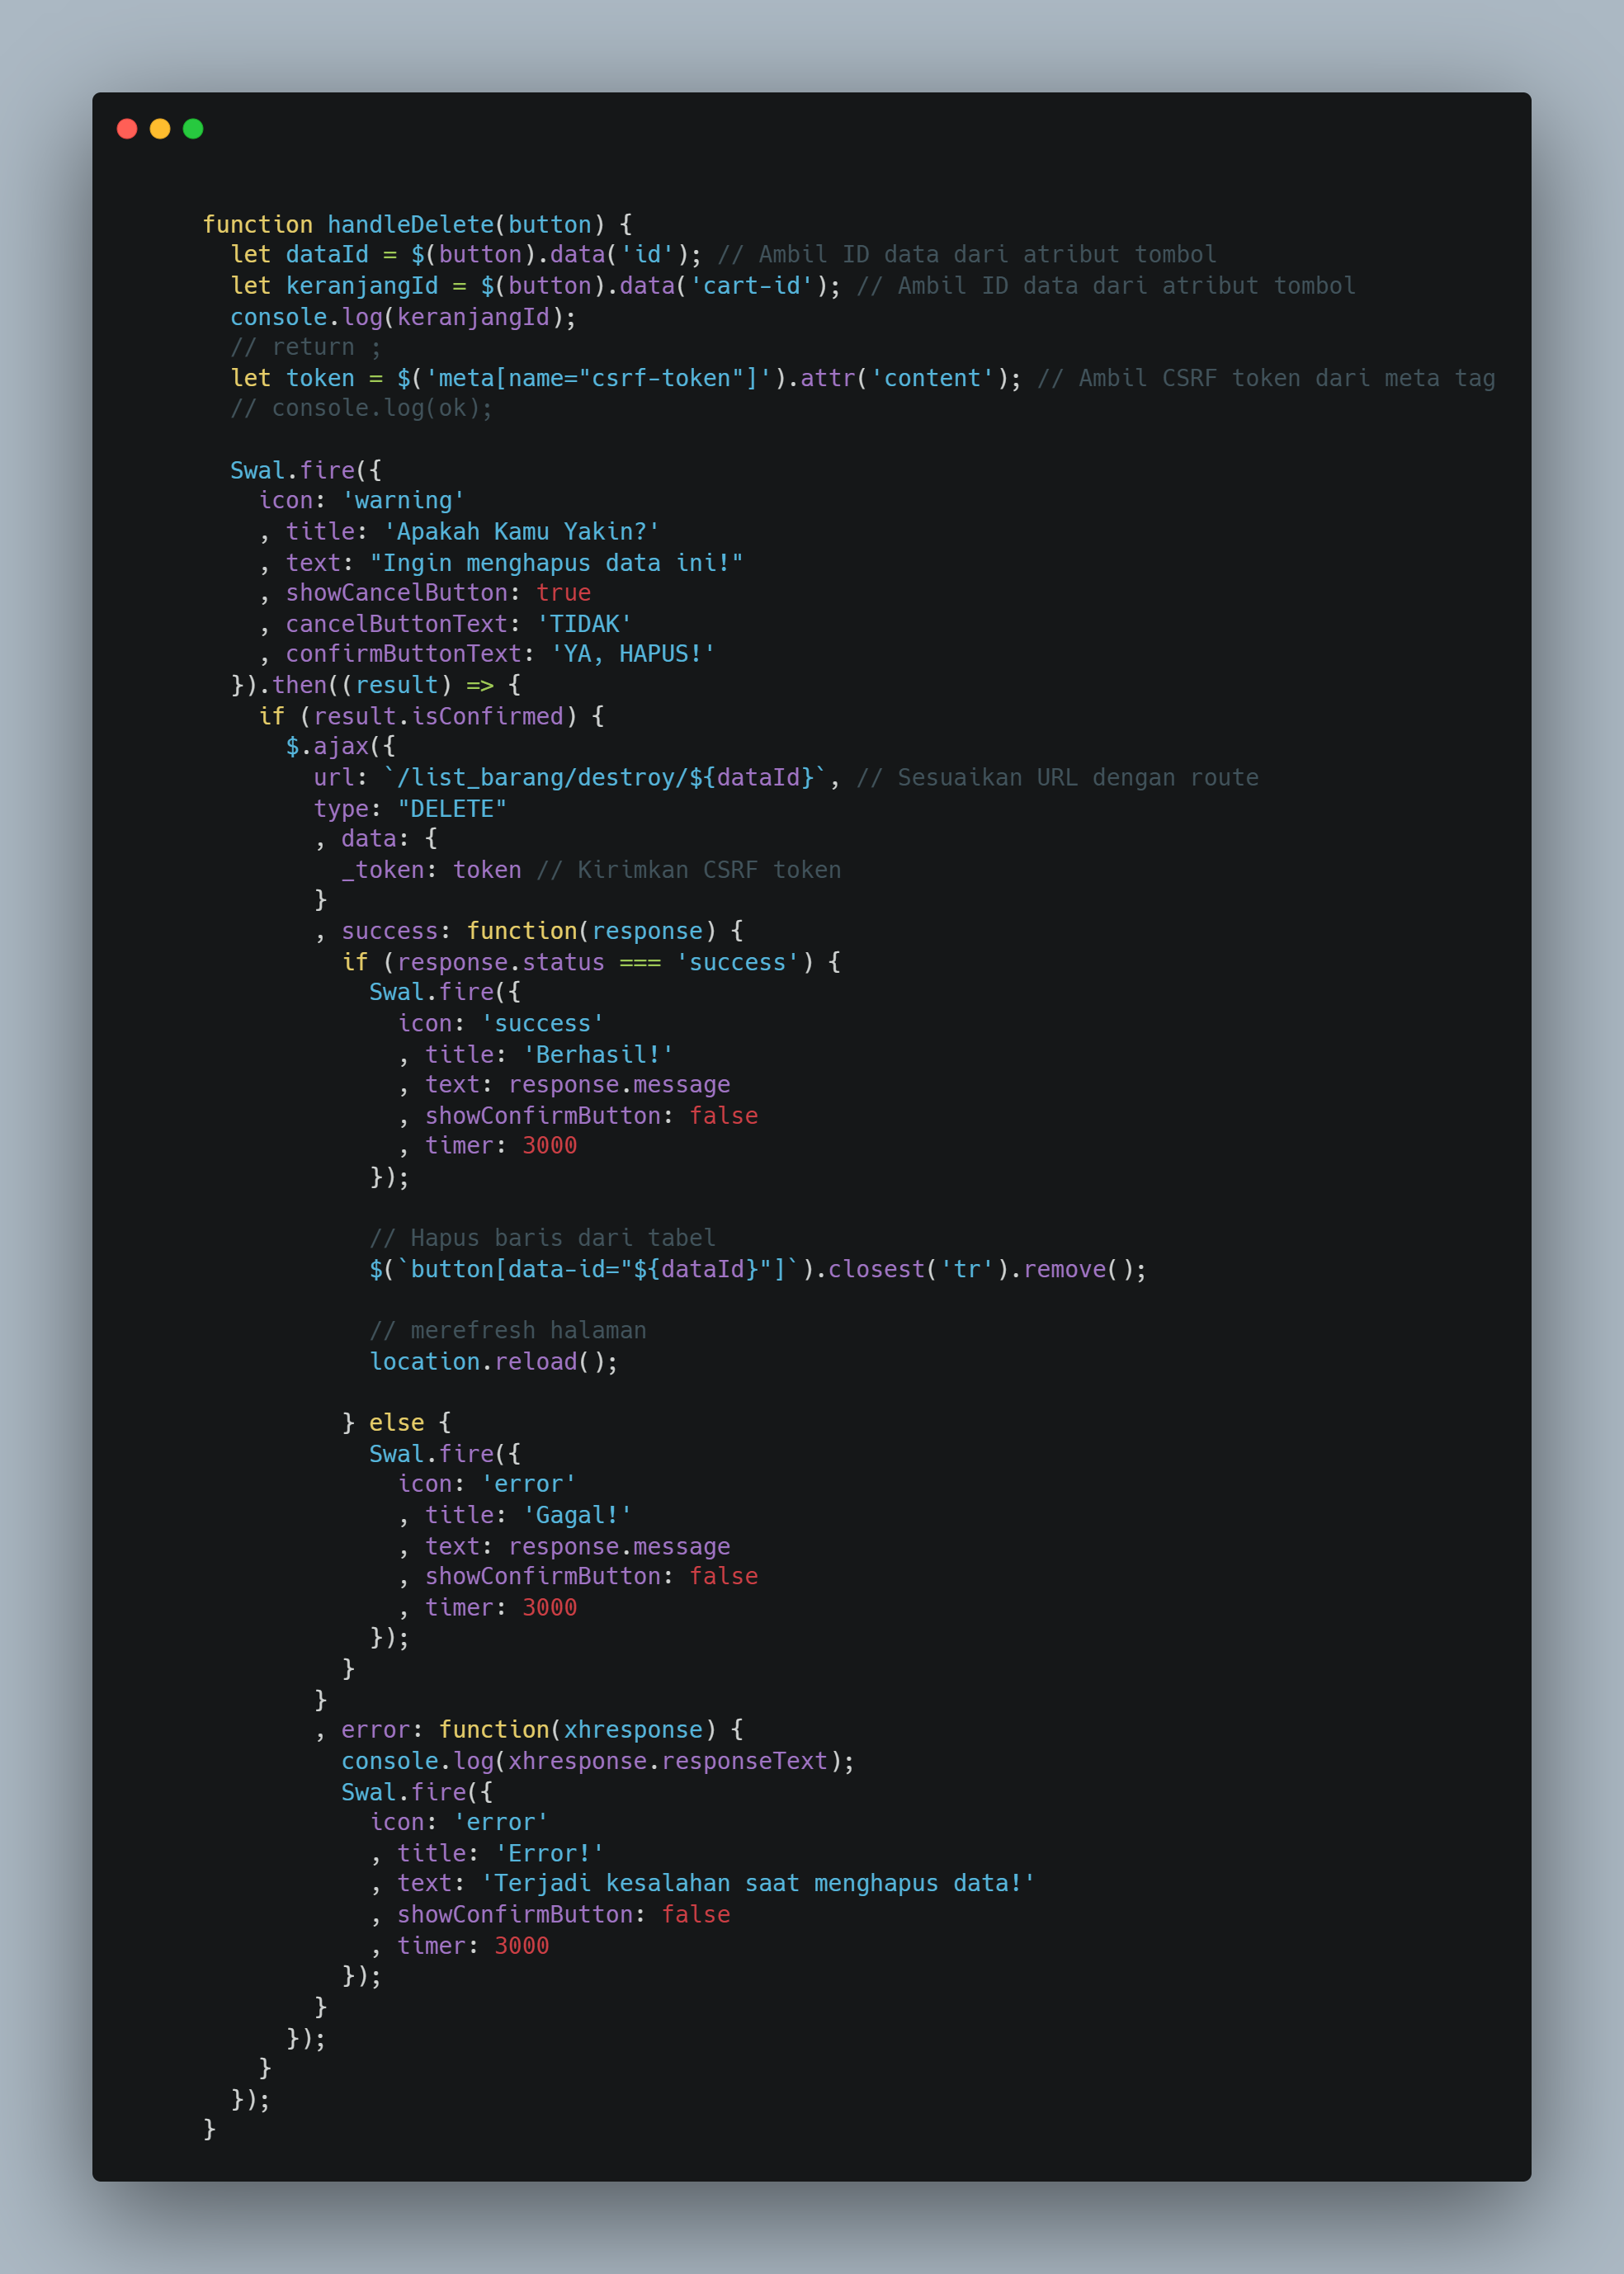 function handleDelete(button) {
  let dataId = $(button).data('id'); // Ambil ID data dari atribut tombol
  let keranjangId = $(button).data('cart-id'); // Ambil ID data dari atribut tombol
  console.log(keranjangId);
  // return ;
  let token = $('meta[name="csrf-token"]').attr('content'); // Ambil CSRF token dari meta tag
  // console.log(ok);

  Swal.fire({
    icon: 'warning'
    , title: 'Apakah Kamu Yakin?'
    , text: "Ingin menghapus data ini!"
    , showCancelButton: true
    , cancelButtonText: 'TIDAK'
    , confirmButtonText: 'YA, HAPUS!'
  }).then((result) => {
    if (result.isConfirmed) {
      $.ajax({
        url: `/list_barang/destroy/${dataId}`, // Sesuaikan URL dengan route
        type: "DELETE"
        , data: {
          _token: token // Kirimkan CSRF token
        }
        , success: function(response) {
          if (response.status === 'success') {
            Swal.fire({
              icon: 'success'
              , title: 'Berhasil!'
              , text: response.message
              , showConfirmButton: false
              , timer: 3000
            });

            // Hapus baris dari tabel
            $(`button[data-id="${dataId}"]`).closest('tr').remove();

            // merefresh halaman
            location.reload();

          } else {
            Swal.fire({
              icon: 'error'
              , title: 'Gagal!'
              , text: response.message
              , showConfirmButton: false
              , timer: 3000
            });
          }
        }
        , error: function(xhresponse) {
          console.log(xhresponse.responseText);
          Swal.fire({
            icon: 'error'
            , title: 'Error!'
            , text: 'Terjadi kesalahan saat menghapus data!'
            , showConfirmButton: false
            , timer: 3000
          });
        }
      });
    }
  });
}